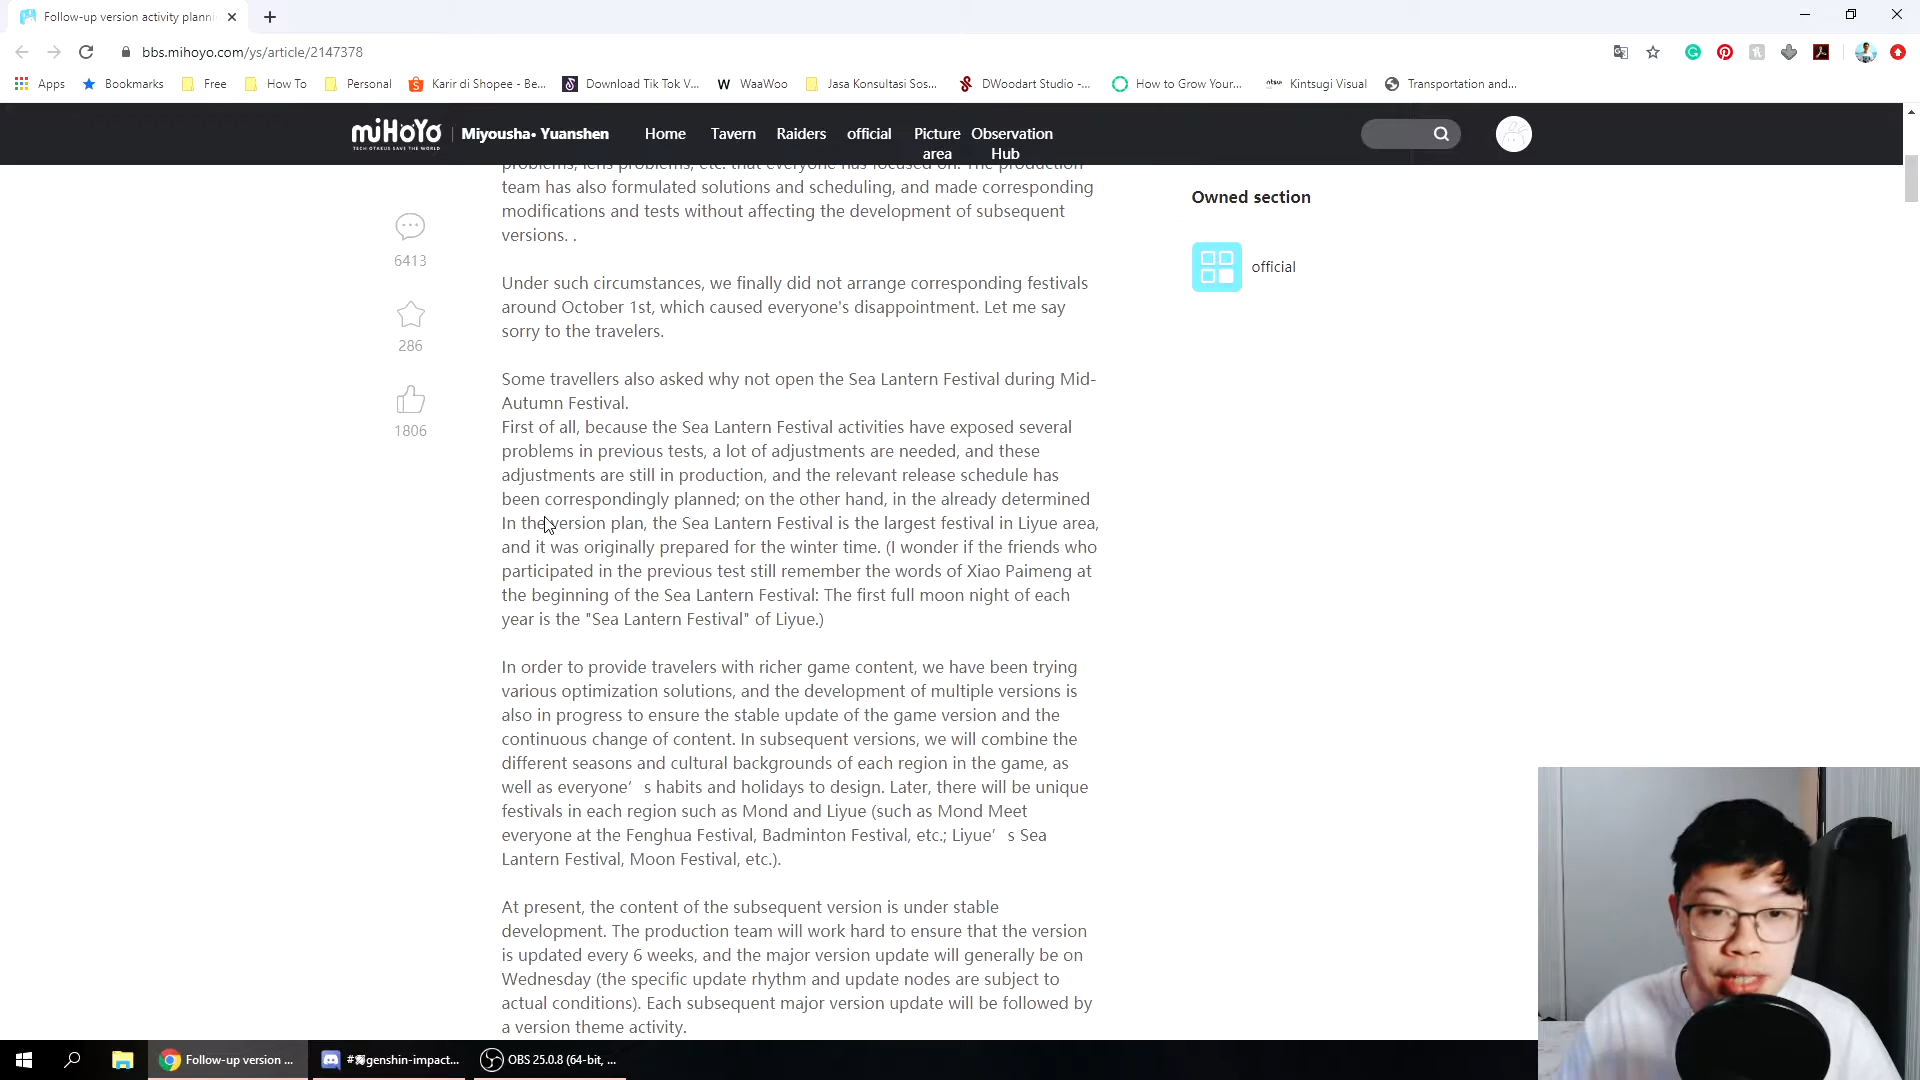 Follow-up version activity planni
bbs.mihoyo.com/ys/article/2147378
Apps
Bookmarks
Free
How To
Personal
Karir di Shopee - Be...
Download Tik Tok V...
WaaWoo
Jasa Konsultasi Sos...
DWoodart Studio -...
How to Grow Your...
Kintsugi Visual
Transportation and...
miHoYo
TECH OTAKUS SAVE THE WORLD
Miyousha• Yuanshen
Home
Tavern
Raiders
official
Picture area
Observation Hub
problems, lens problems, etc. that everyone has focused on. The production
team has also formulated solutions and scheduling, and made corresponding
modifications and tests without affecting the development of subsequent
versions. .
Under such circumstances, we finally did not arrange corresponding festivals
around October 1st, which caused everyone's disappointment. Let me say
sorry to the travelers.
Some travellers also asked why not open the Sea Lantern Festival during Mid-
Autumn Festival.
First of all, because the Sea Lantern Festival activities have exposed several
problems in previous tests, a lot of adjustments are needed, and these
adjustments are still in production, and the relevant release schedule has
been correspondingly planned; on the other hand, in the already determined
In the version plan, the Sea Lantern Festival is the largest festival in Liyue area,
and it was originally prepared for the winter time. (I wonder if the friends who
participated in the previous test still remember the words of Xiao Paimeng at
the beginning of the Sea Lantern Festival: The first full moon night of each
year is the "Sea Lantern Festival" of Liyue.)
In order to provide travelers with richer game content, we have been trying
various optimization solutions, and the development of multiple versions is
also in progress to ensure the stable update of the game version and the
continuous change of content. In subsequent versions, we will combine the
different seasons and cultural backgrounds of each region in the game, as
well as everyone’ s habits and holidays to design. Later, there will be unique
festivals in each region such as Mond and Liyue (such as Mond Meet
everyone at the Fenghua Festival, Badminton Festival, etc.; Liyue’ s Sea
Lantern Festival, Moon Festival, etc.).
At present, the content of the subsequent version is under stable
development. The production team will work hard to ensure that the version
is updated every 6 weeks, and the major version update will generally be on
Wednesday (the specific update rhythm and update nodes are subject to
actual conditions). Each subsequent major version update will be followed by
a version theme activity.
6413
286
1806
Owned section
official
Follow-up version ...
genshin-impact...
OBS 25.0.8 (64-bit, ...